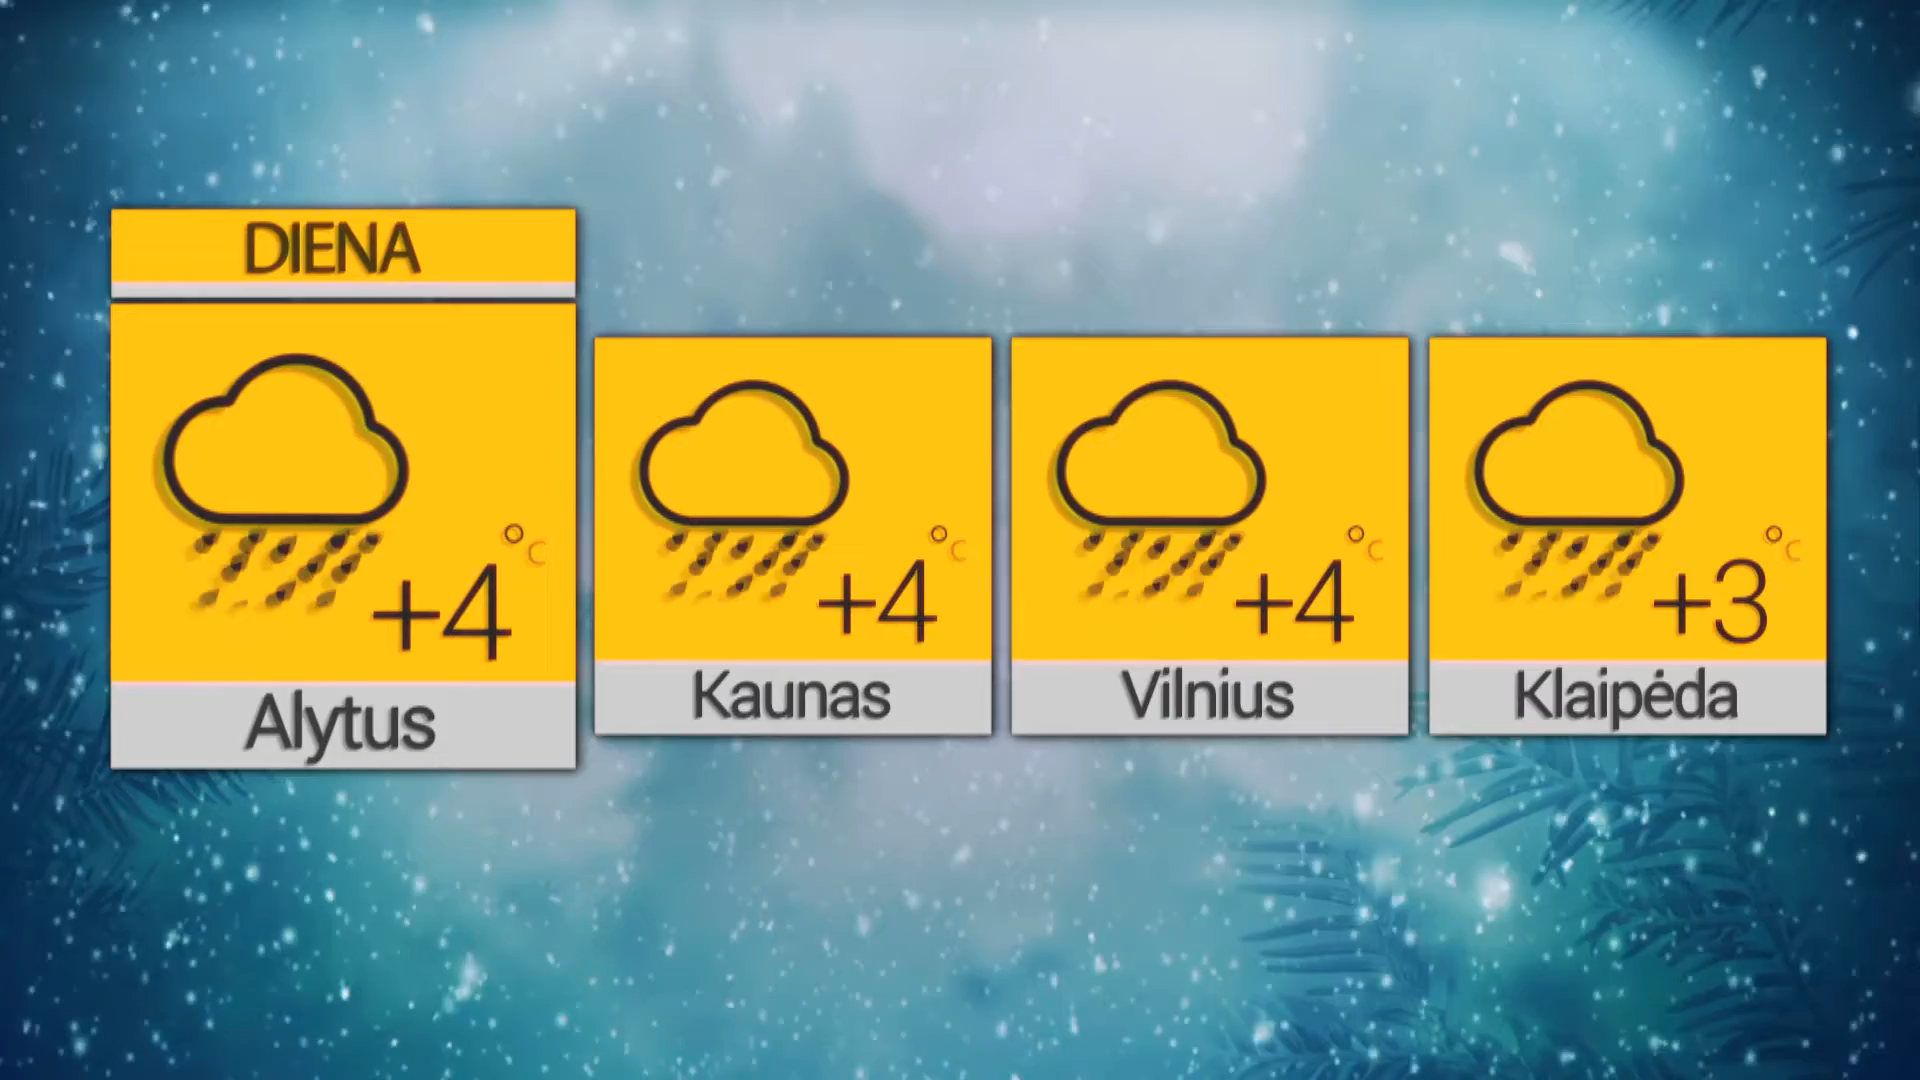 DIENA
+4 °C
Alytus
+4 °C
Kaunas
+4 °C
Vilnius
+3 °C
Klaipėda